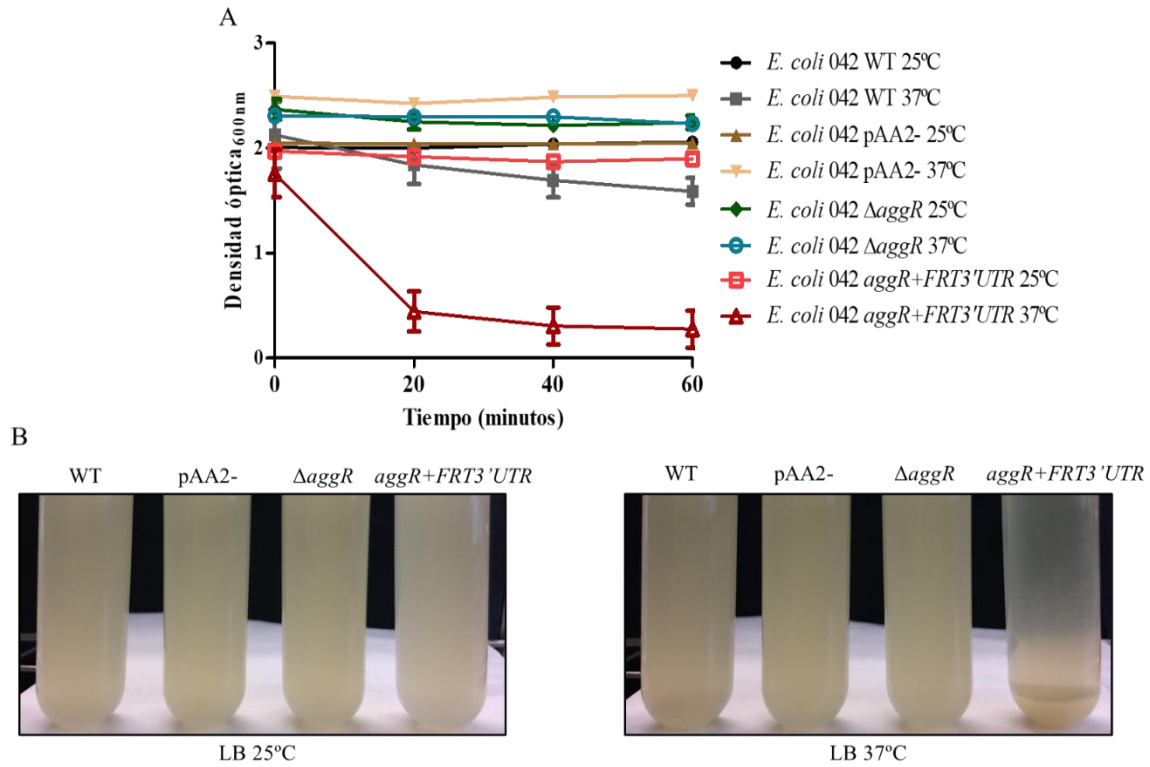 A
3
2
1
0
Densidad óptica600nm
0 20 40 60
Tiempo (minutos)
E. coli 042 WT 25ºC
E. coli 042 WT 37ºC
E. coli 042 pAA2- 25ºC
E. coli 042 pAA2- 37ºC
E. coli 042 ΔaggR 25ºC
E. coli 042 ΔaggR 37ºC
E. coli 042 aggR+FRT3'UTR 25ºC
E. coli 042 aggR+FRT3'UTR 37ºC
B
WT pAA2- ΔaggR aggR+FRT3’UTR
LB 25ºC
WT pAA2- ΔaggR aggR+FRT3’UTR
LB 37ºC